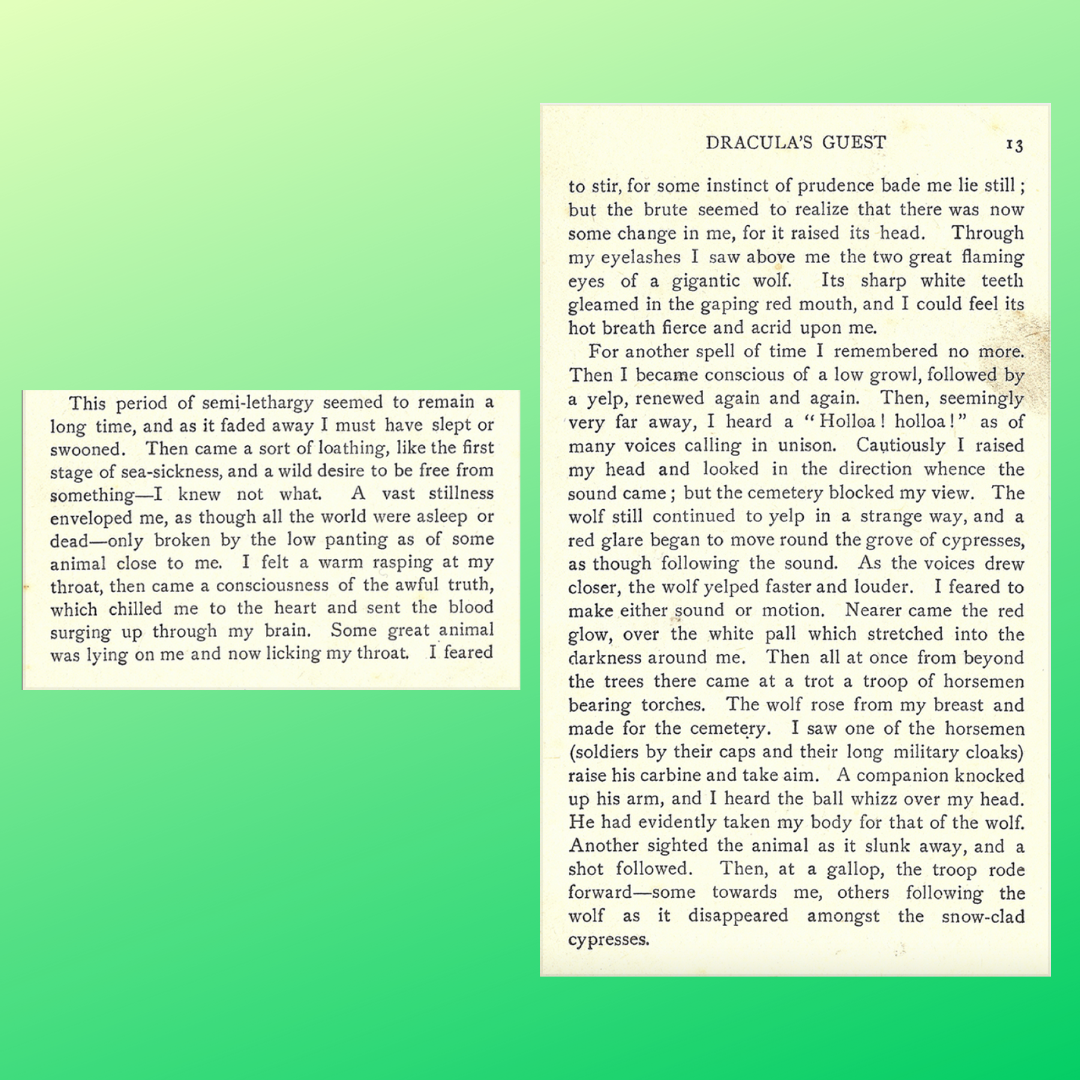 This period of semi-lethargy seemed to remain a
long time, and as it faded away I must have slept or
swooned. Then came a sort of loathing, like the first
stage of sea-sickness, and a wild desire to be free from
something—I knew not what. A vast stillness
enveloped me, as though all the world were asleep or
dead—only broken by the low panting as of some
animal close to me. I felt a warm rasping at my
throat, then came a consciousness of the awful truth,
which chilled me to the heart and sent the blood
surging up through my brain. Some great animal
was lying on me and now licking my throat. I feared
DRACULA'S GUEST 13
to stir, for some instinct of prudence bade me lie still;
but the brute seemed to realize that there was now
some change in me, for it raised its head. Through
my eyelashes I saw above me the two great flaming
eyes of a gigantic wolf. Its sharp white teeth
gleamed in the gaping red mouth, and I could feel its
hot breath fierce and acrid upon me.
For another spell of time I remembered no more.
Then I became conscious of a low growl, followed by
a yelp, renewed again and again. Then, seemingly
very far away, I heard a "Holloa! holloa!" as of
many voices calling in unison. Cautiously I raised
my head and looked in the direction whence the
sound came; but the cemetery blocked my view. The
wolf still continued to yelp in a strange way, and a
red glare began to move round the grove of cypresses,
as though following the sound. As the voices drew
closer, the wolf yelped faster and louder. I feared to
make either sound or motion. Nearer came the red
glow, over the white pall which stretched into the
darkness around me. Then all at once from beyond
the trees there came at a trot a troop of horsemen
bearing torches. The wolf rose from my breast and
made for the cemetery. I saw one of the horsemen
(soldiers by their caps and their long military cloaks)
raise his carbine and take aim. A companion knocked
up his arm, and I heard the ball whizz over my head.
He had evidently taken my body for that of the wolf.
Another sighted the animal as it slunk away, and a
shot followed. Then, at a gallop, the troop rode
forward—some towards me, others following the
wolf as it disappeared amongst the snow-clad
cypresses.